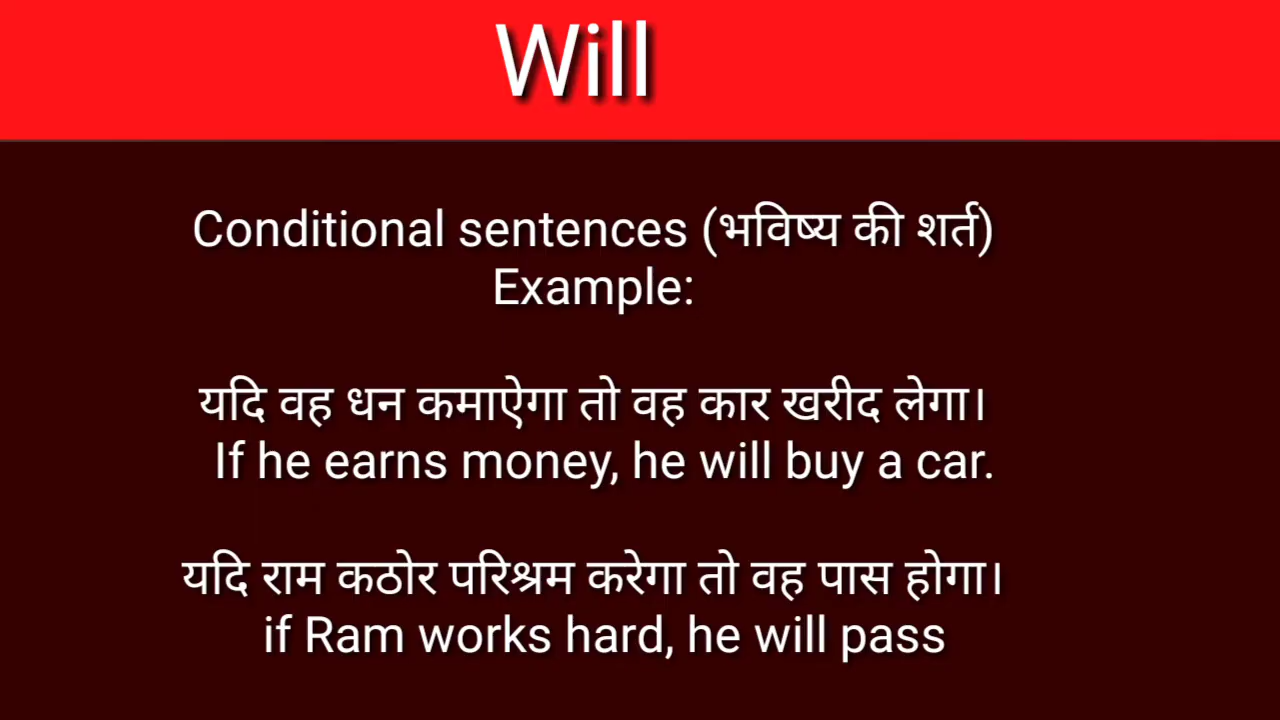 Will
Conditional sentences (भविष्य की शर्त)
Example:
यदि वह धन कमाऐगा तो वह कार खरीद लेगा।
If he earns money, he will buy a car.
यदि राम कठोर परिश्रम करेगा तो वह पास होगा।
if Ram works hard, he will pass